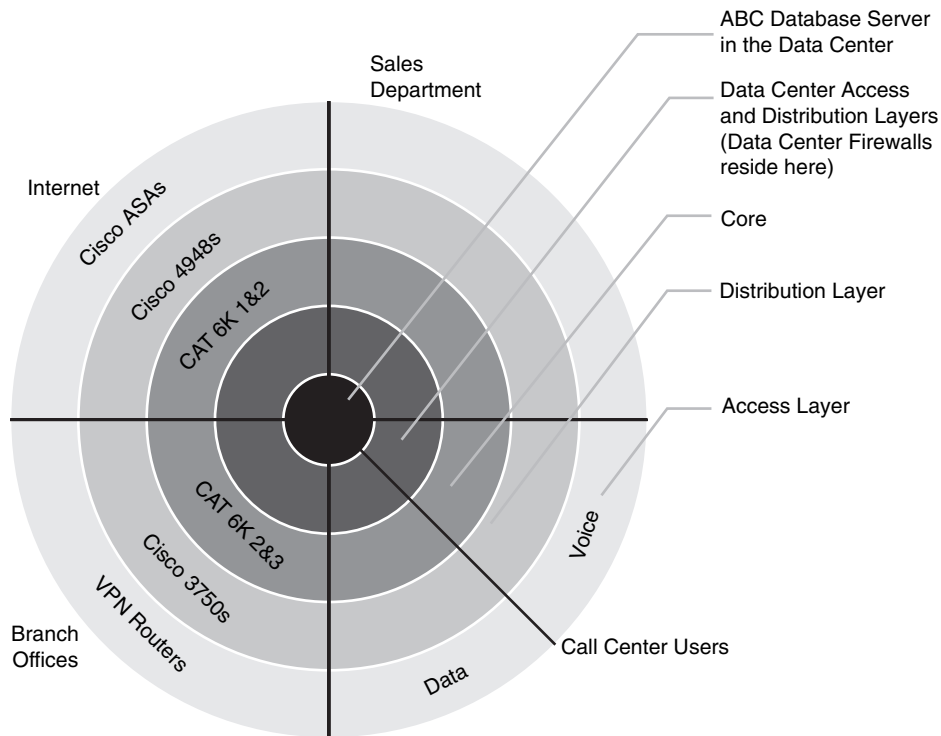 ABC Database Server
in the Data Center
Sales
Department
Data Center Access
and Distribution Layers
(Data Center Firewalls
reside here)
Internet
Cisco ASAs
Cisco 4948s
CAT 6K 1&2
Core
Distribution Layer
Access Layer
CAT 6K 2&3
Cisco 3750s
VPN Routers
Branch
Offices
Voice
Data
Call Center Users